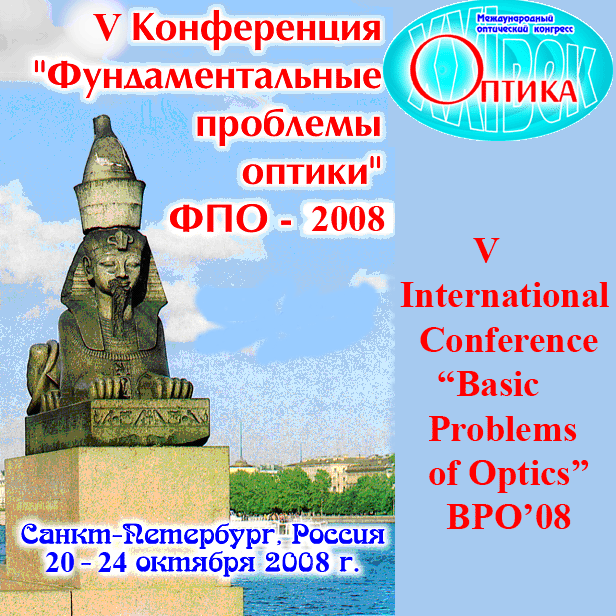 V Конференция
"Фундаментальные
проблемы
оптики"
ФПО - 2008
Международный
оптический конгресс
ОПТИКА
XXI ВЕК
V
International
Conference
“Basic
Problems
of Optics”
BPO’08
Санкт-Петербург, Россия
20 - 24 октября 2008 г.